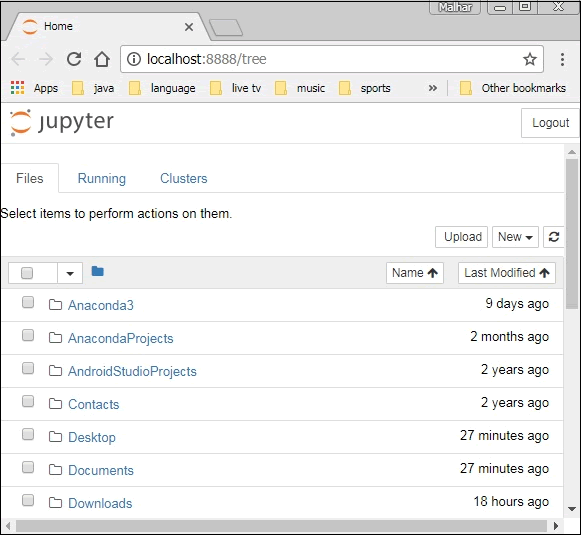 Malhar
Home
localhost:8888/tree
Apps java language live tv music sports » Other bookmarks
jupyter Logout
Files Running Clusters
Select items to perform actions on them.
Upload New
Name Last Modified
Anaconda3 9 days ago
AnacondaProjects 2 months ago
AndroidStudioProjects 2 years ago
Contacts 2 years ago
Desktop 27 minutes ago
Documents 27 minutes ago
Downloads 18 hours ago